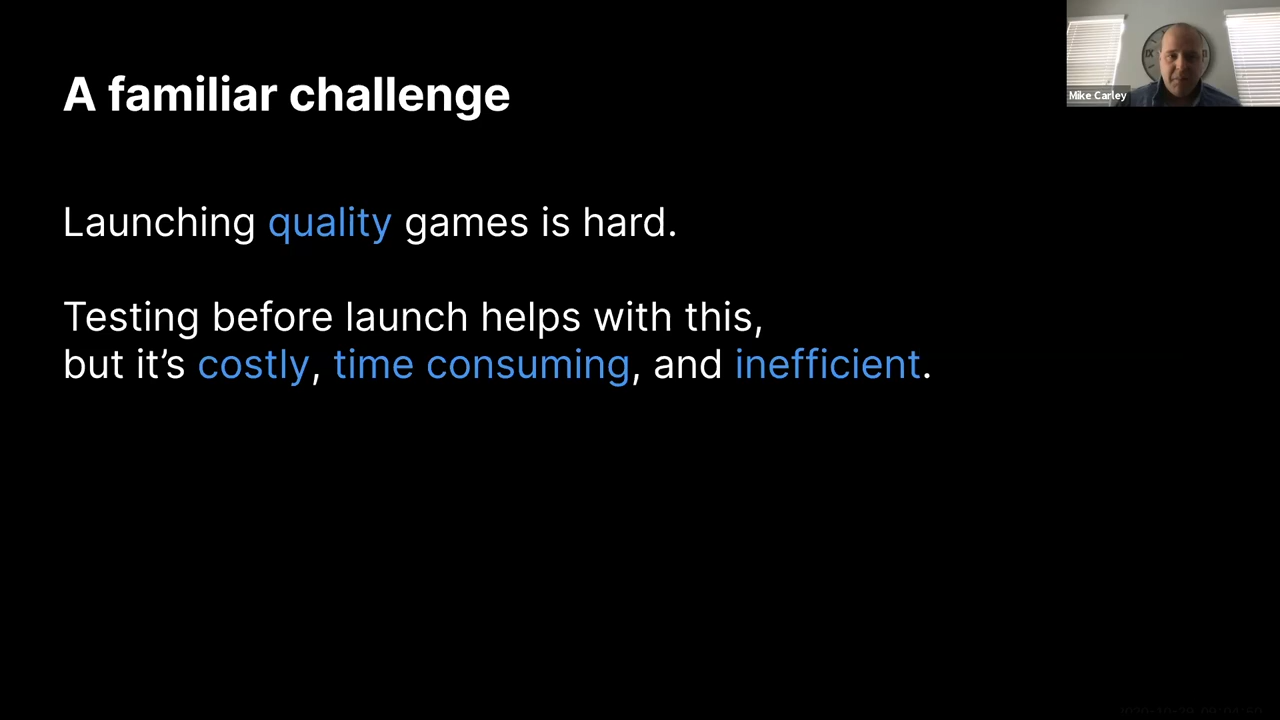 A familiar challenge
Mike Carley
Launching quality games is hard.
Testing before launch helps with this,
but it’s costly, time consuming, and inefficient.